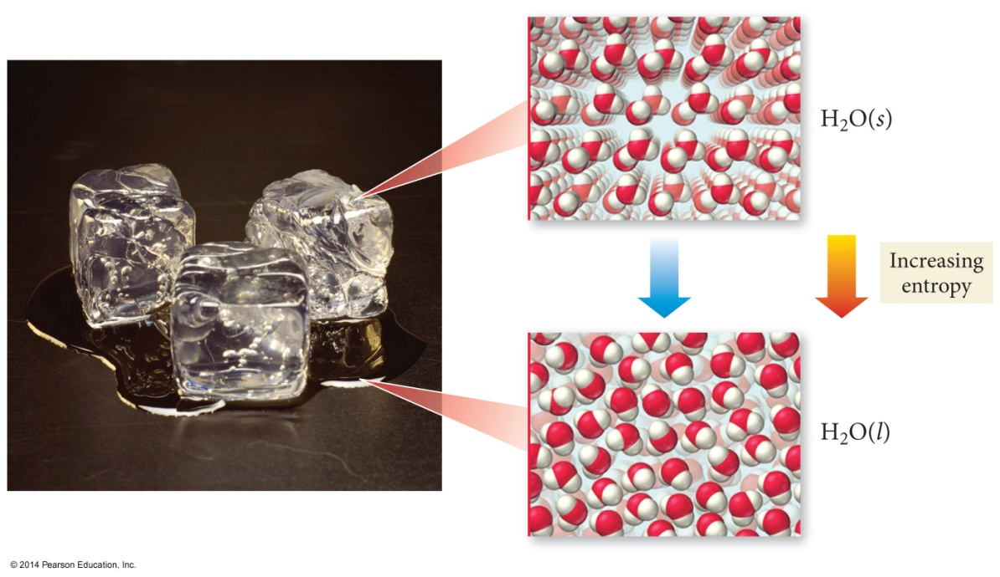 H₂O(s)
Increasing
entropy
H₂O(l)
© 2014 Pearson Education, Inc.